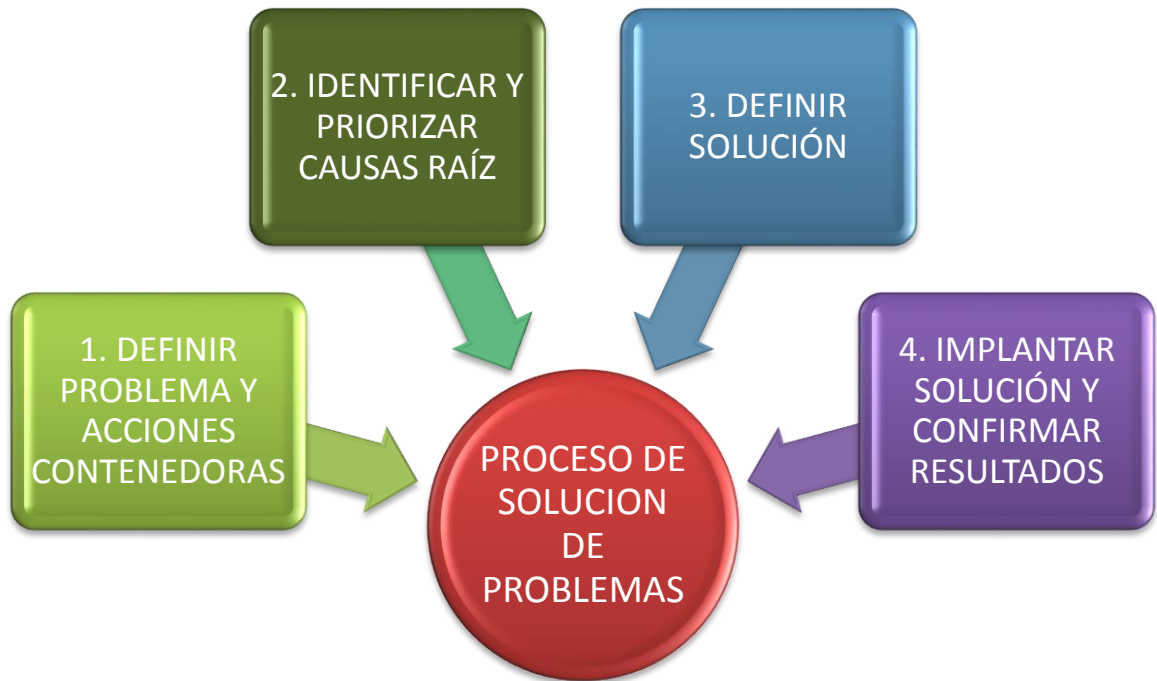 1. DEFINIR
PROBLEMA Y
ACCIONES
CONTENEDORAS
2. IDENTIFICAR Y
PRIORIZAR
CAUSAS RAÍZ
3. DEFINIR
SOLUCIÓN
4. IMPLANTAR
SOLUCIÓN Y
CONFIRMAR
RESULTADOS
PROCESO DE
SOLUCION
DE
PROBLEMAS